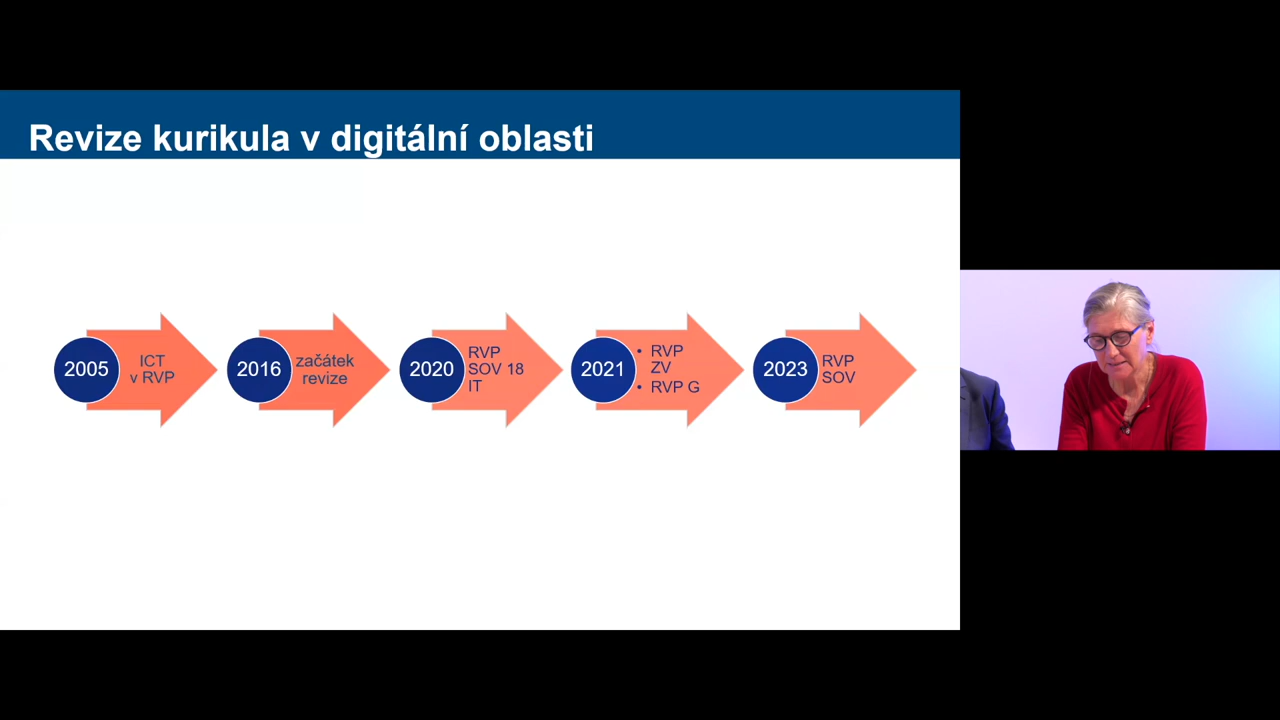 Revize kurikula v digitální oblasti
2005
ICT
v RVP
2016
začátek
revize
2020
RVP
SOV 18
IT
2021
• RVP
ZV
• RVP G
2023
RVP
SOV